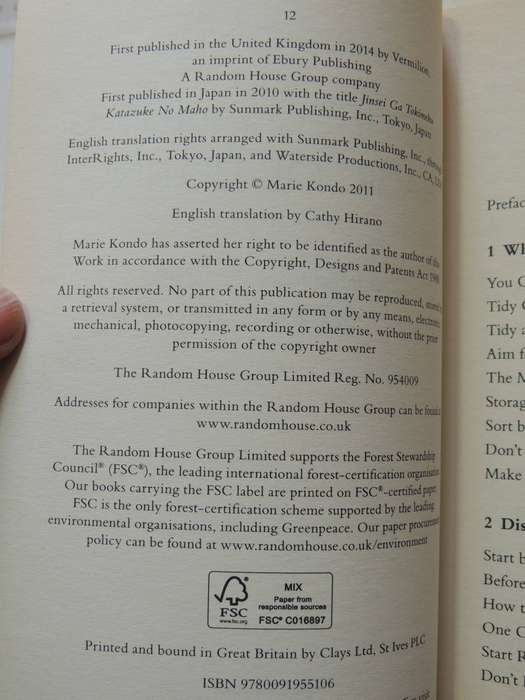 12
First published in the United Kingdom in 2014 by Vermilion,
an imprint of Ebury Publishing
A Random House Group company
First published in Japan in 2010 with the title Jinsei Ga Tokimeku
Katazuke No Maho by Sunmark Publishing, Inc., Tokyo, Japan
English translation rights arranged with Sunmark Publishing, Inc., through
InterRights, Inc., Tokyo, Japan, and Waterside Productions, Inc., CA, USA
Copyright © Marie Kondo 2011
English translation by Cathy Hirano
Marie Kondo has asserted her right to be identified as the author of this
Work in accordance with the Copyright, Designs and Patents Act 1988
All rights reserved. No part of this publication may be reproduced, stored in
a retrieval system, or transmitted in any form or by any means, electronic,
mechanical, photocopying, recording or otherwise, without the prior
permission of the copyright owner
The Random House Group Limited Reg. No. 954009
Addresses for companies within the Random House Group can be found at
www.randomhouse.co.uk
The Random House Group Limited supports the Forest Stewardship
Council® (FSC®), the leading international forest-certification organisation.
Our books carrying the FSC label are printed on FSC®-certified paper.
FSC is the only forest-certification scheme supported by the leading
environmental organisations, including Greenpeace. Our paper procurement
policy can be found at www.randomhouse.co.uk/environment
FSC
www.fsc.org
MIX
Paper from
responsible sources
FSC® C016897
Printed and bound in Great Britain by Clays Ltd, St Ives PLC
ISBN 9780091955106
Prefac
1 Wh
You C
Tidy
Tidy a
Aim f
The M
Storag
Sort b
Don't
Make
2 Dis
Start b
Before
How t
One C
Start R
Don't